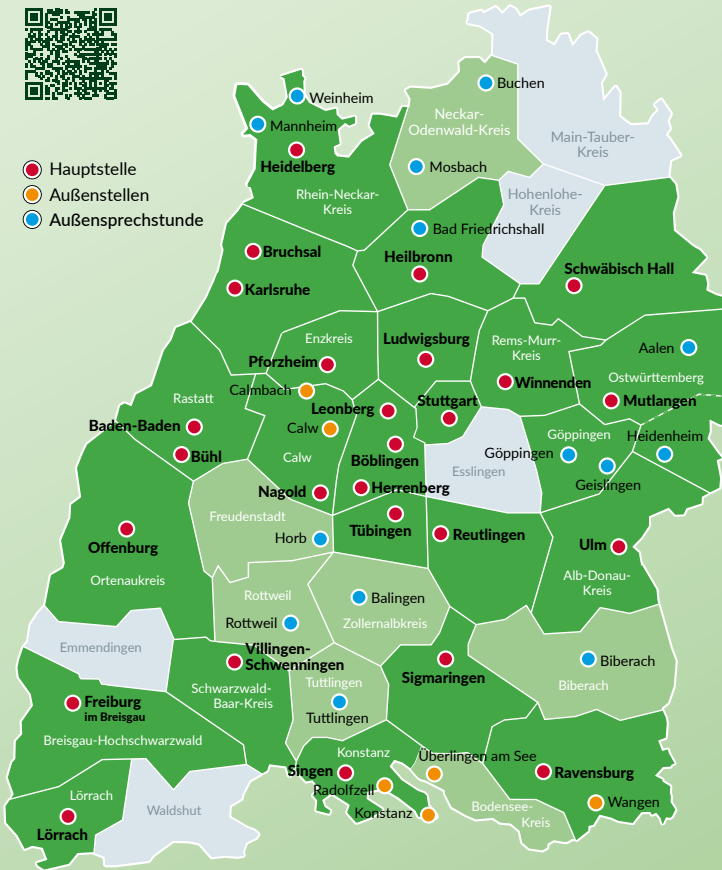 Buchen
Weinheim
Neckar-
Odenwald-Kreis
Mannheim
Main-Tauber-
Kreis
Heidelberg
Mosbach
Hauptstelle
Außenstellen
Außensprechstunde
Rhein-Neckar-
Kreis
Hohenlohe-
Kreis
Bad Friedrichshall
Bruchsal
Heilbronn
Schwäbisch Hall
Karlsruhe
Enzkreis
Ludwigsburg
Rems-Murr-
Kreis
Aalen
Pforzheim
Ostwürttemberg
Calmbach
Winnenden
Rastatt
Leonberg
Stuttgart
Mutlangen
Baden-Baden
Calw
Göppingen
Heidenheim
Bühl
Calw
Böblingen
Esslingen
Göppingen
Geislingen
Nagold
Herrenberg
Freudenstadt
Horb
Tübingen
Reutlingen
Offenburg
Ulm
Ortenaukreis
Alb-Donau-
Kreis
Rottweil
Balingen
Rottweil
Zollernalbkreis
Emmendingen
Villingen-
Schwenningen
Biberach
Sigmaringen
Tuttlingen
Biberach
Schwarzwald-
Baar-Kreis
Freiburg
im Breisgau
Tuttlingen
Breisgau-Hochschwarzwald
Konstanz
Überlingen am See
Singen
Ravensburg
Radolfzell
Lörrach
Waldshut
Bodensee-
Kreis
Wangen
Konstanz
Lörrach